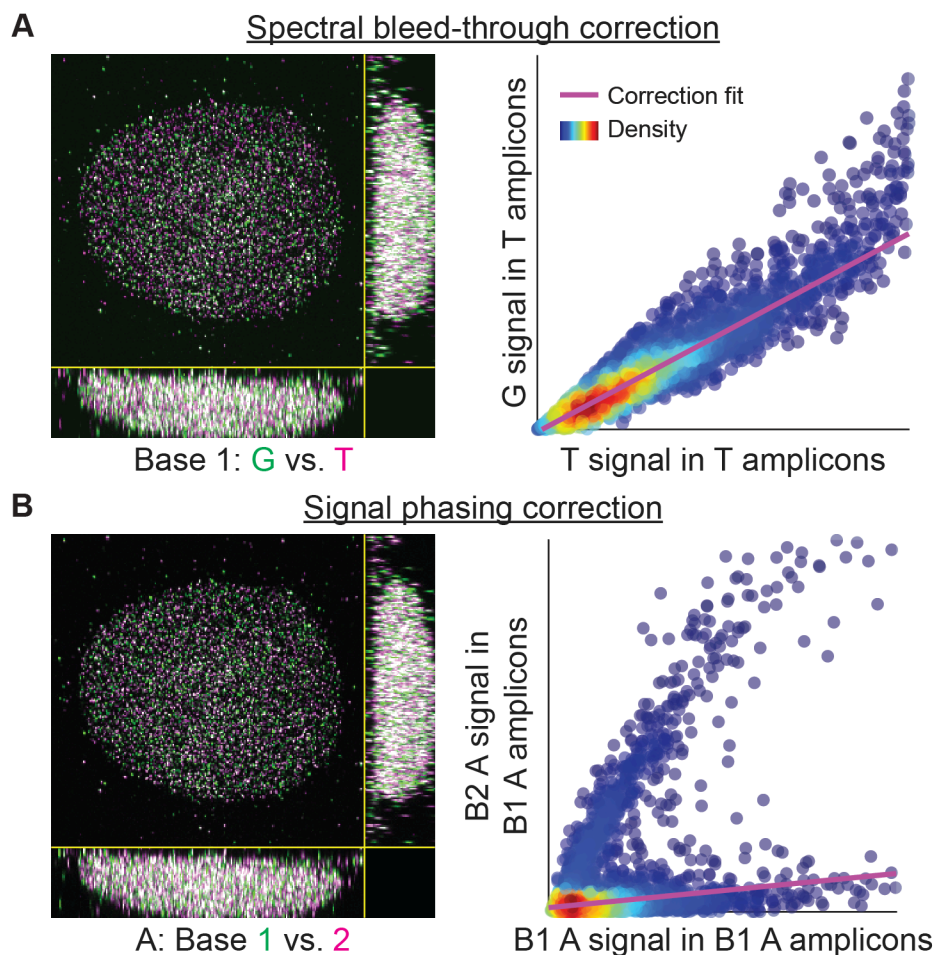 A
Spectral bleed-through correction
Correction fit
Density
G signal in T amplicons
T signal in T amplicons
Base 1: G vs. T
B
Signal phasing correction
B2 A signal in
B1 A amplicons
A: Base 1 vs. 2
B1 A signal in B1 A amplicons